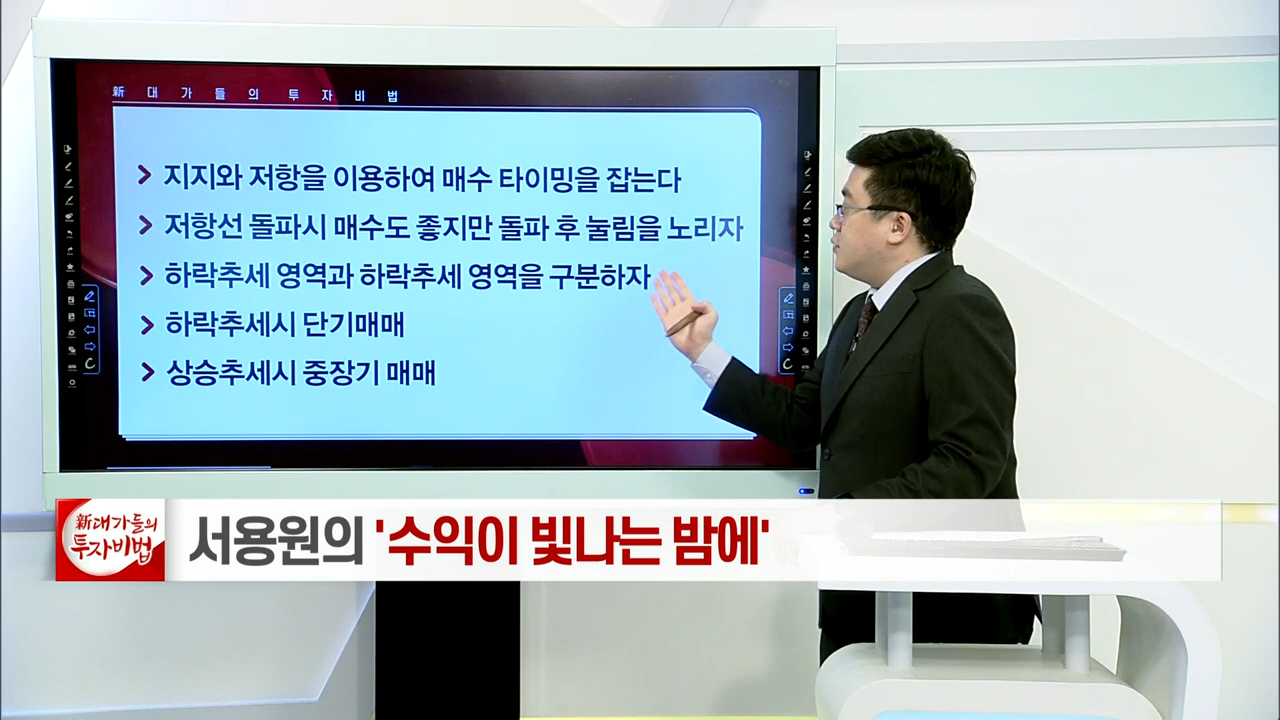 新 대가들의 투자비법
지지와 저항을 이용하여 매수 타이밍을 잡는다
저항선 돌파시 매수도 좋지만 돌파 후 눌림을 노리자
하락추세 영역과 하락추세 영역을 구분하자
하락추세시 단기매매
상승추세시 중장기 매매
新대가들의
투자비법
서용원의 '수익이 빛나는 밤에'